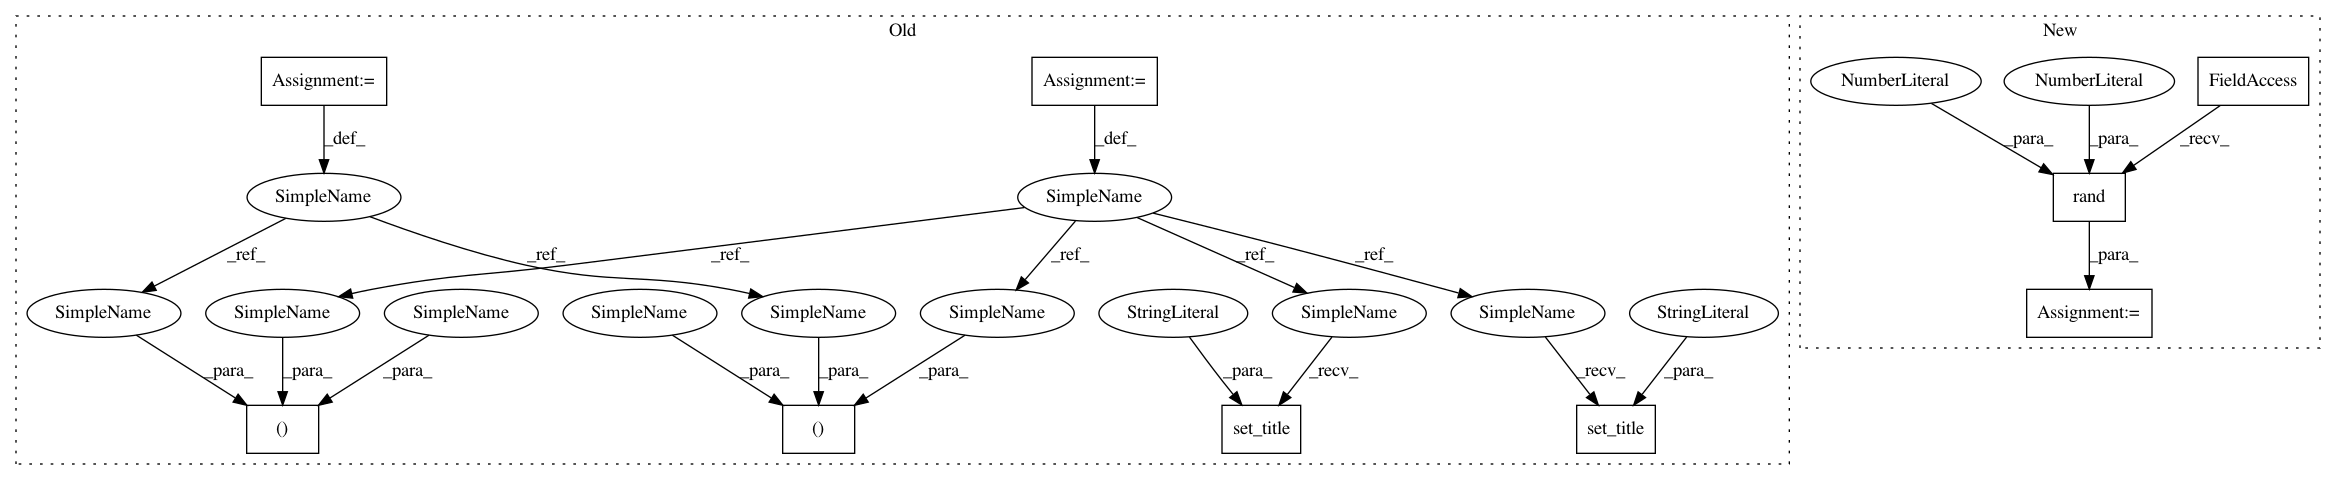 Old
New
Assignment:=
Assignment:=
NumberLiteral
NumberLiteral
FieldAccess
_def_
_def_
_para_
_para_
_recv_
SimpleName
SimpleName
rand
_ref_
_ref_
_ref_
_ref_
_ref_
_ref_
_para_
SimpleName
SimpleName
SimpleName
SimpleName
SimpleName
SimpleName
StringLiteral
SimpleName
SimpleName
StringLiteral
Assignment:=
_para_
_para_
_para_
_para_
_para_
_para_
_para_
_recv_
_recv_
_para_
()
()
set_title
set_title